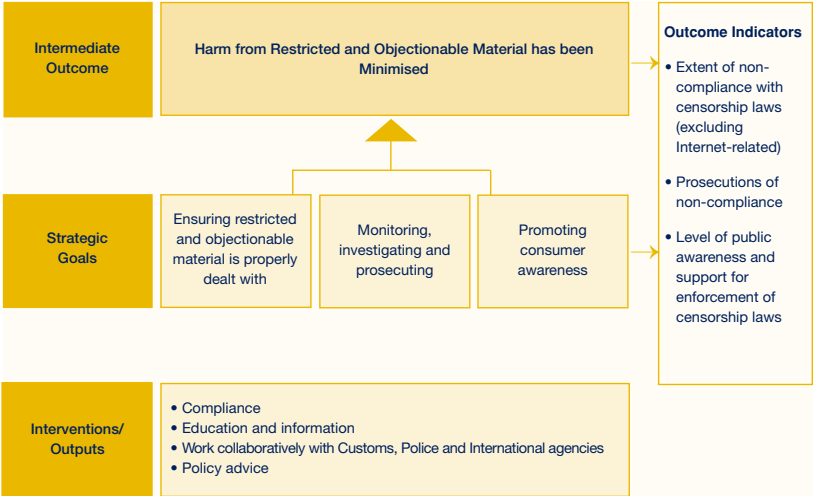 Intermediate
Outcome
Harm from Restricted and Objectionable Material has been
Minimised
Outcome Indicators
• Extent of non-
compliance with
censorship laws
(excluding
Internet-related)
• Prosecutions of
non-compliance
• Level of public
awareness and
support for
enforcement of
censorship laws
Strategic
Goals
Ensuring restricted
and objectionable
material is properly
dealt with
Monitoring,
investigating and
prosecuting
Promoting
consumer
awareness
Interventions/
Outputs
• Compliance
• Education and information
• Work collaboratively with Customs, Police and International agencies
• Policy advice